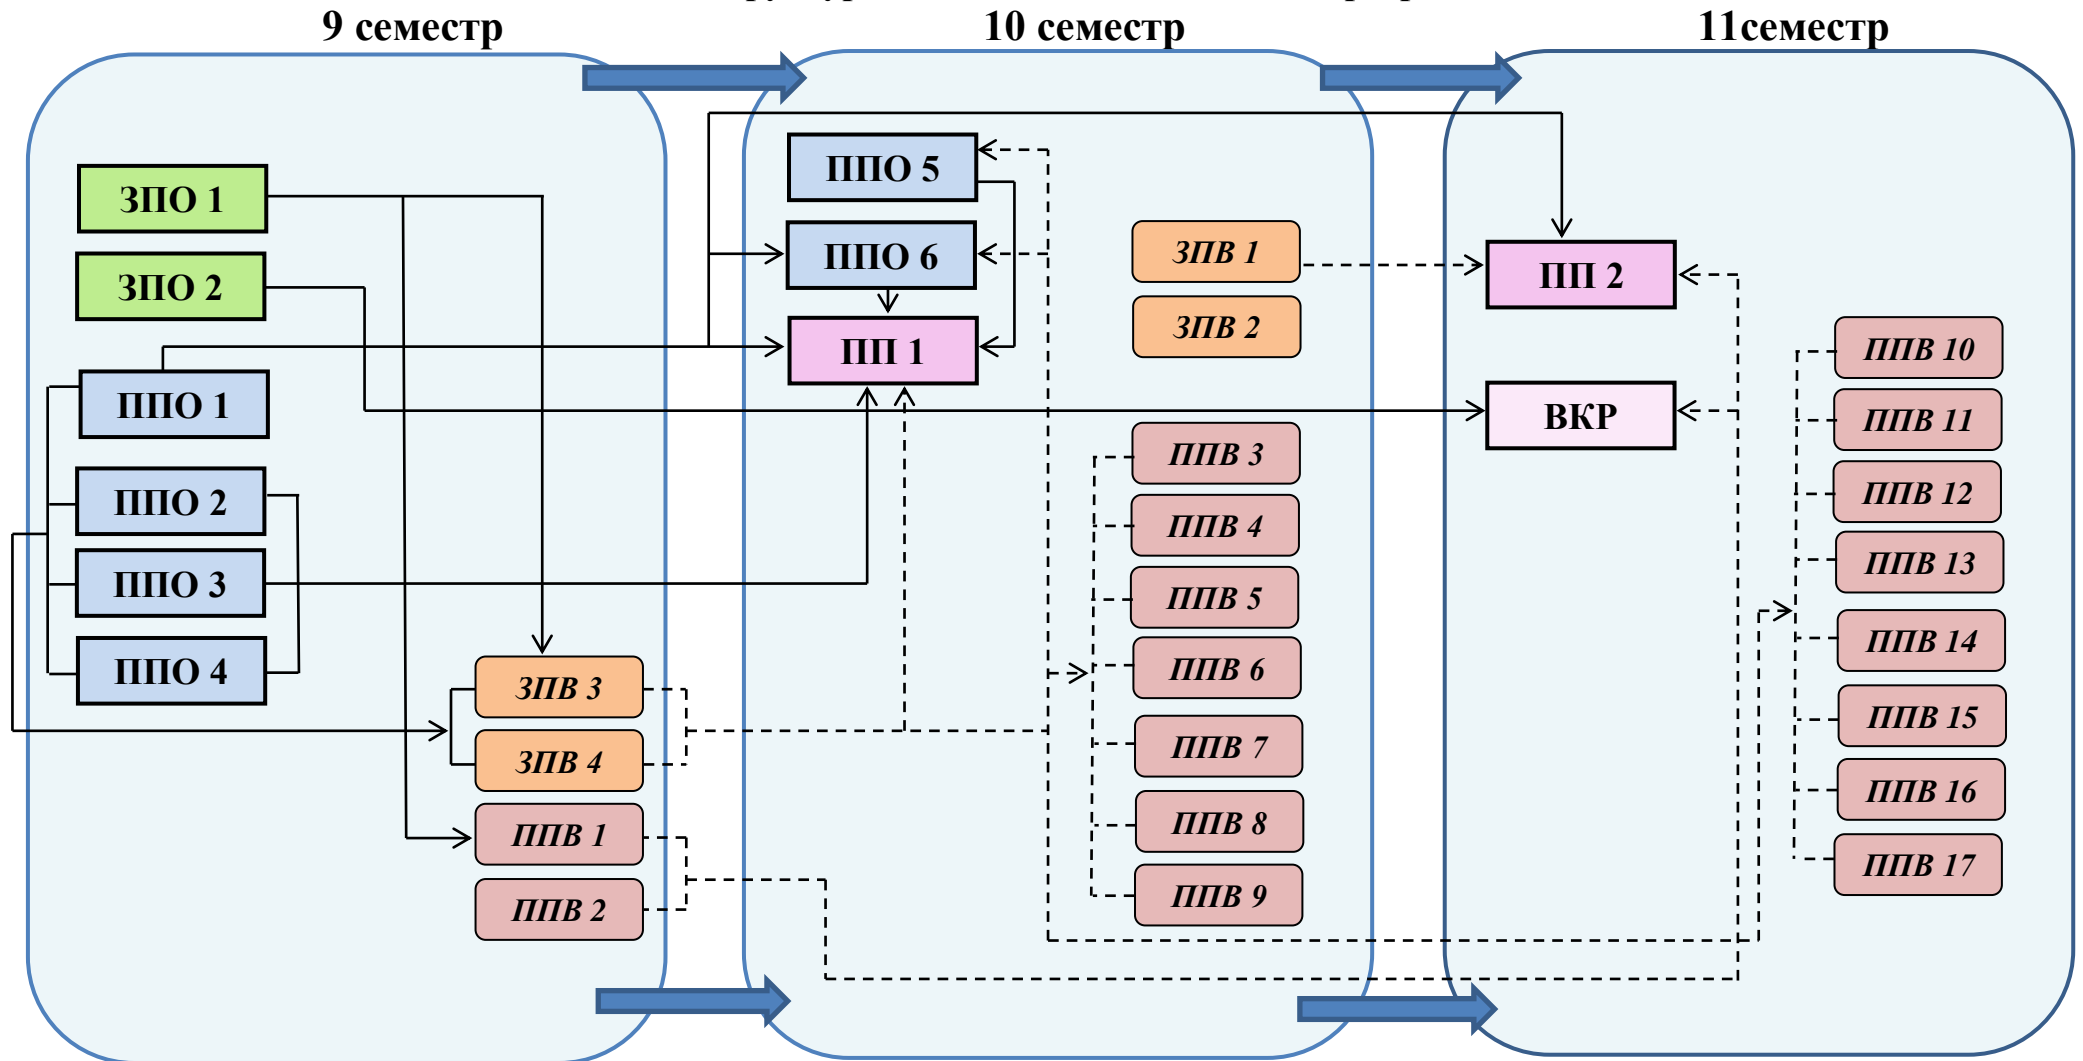 9 семестр
10 семестр
11семестр
ЗПО 1
ЗПО 2
ППО 1
ППО 2
ППО 3
ППО 4
ЗПВ 3
ЗПВ 4
ППВ 1
ППВ 2
ППО 5
ППО 6
ПП 1
ЗПВ 1
ЗПВ 2
ППВ 3
ППВ 4
ППВ 5
ППВ 6
ППВ 7
ППВ 8
ППВ 9
ПП 2
ВКР
ППВ 10
ППВ 11
ППВ 12
ППВ 13
ППВ 14
ППВ 15
ППВ 16
ППВ 17